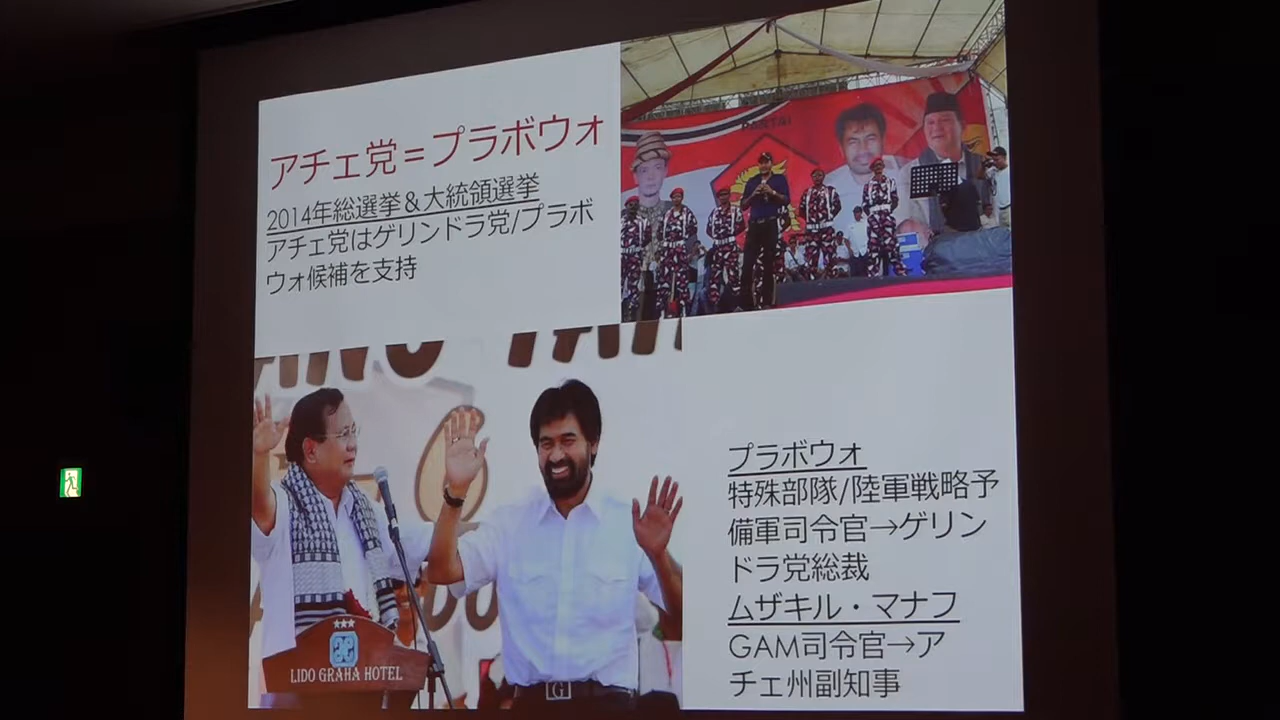 アチェ党＝プラボウォ
2014年総選挙＆大統領選挙
アチェ党はゲリンドラ党/プラボ
ウォ候補を支持
PARTAI
LIDO GRAHA HOTEL
G
プラボウォ
特殊部隊/陸軍戦略予
備軍司令官→ゲリン
ドラ党総裁
ムザキル・マナフ
GAM司令官→ア
チェ州副知事